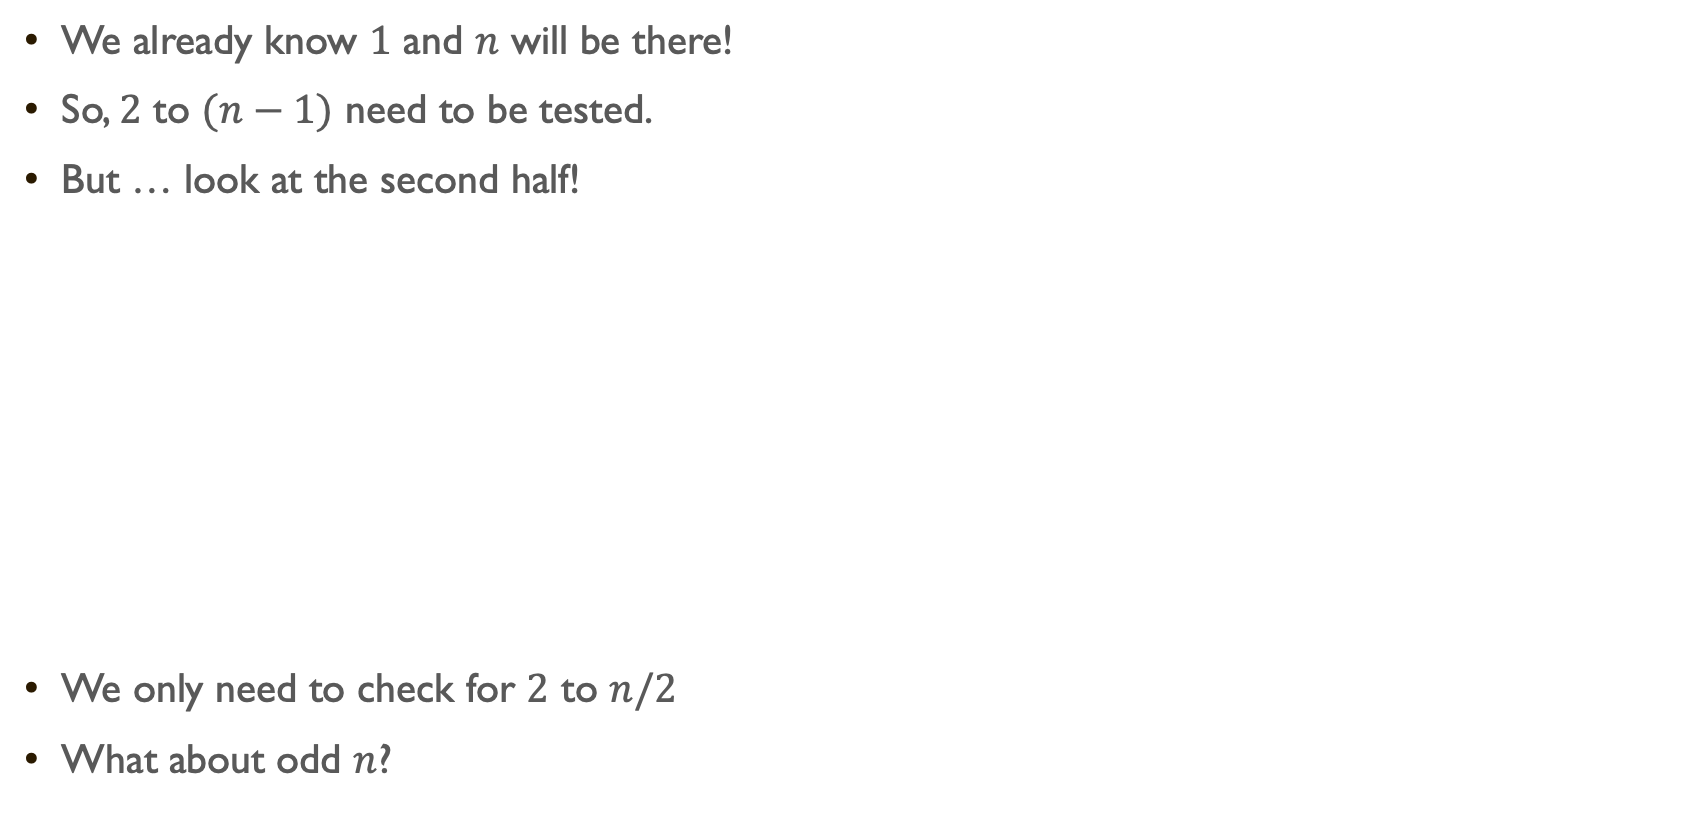 • We already know 1 and n will be there!
• So, 2 to (n − 1) need to be tested.
• But … look at the second half!
• We only need to check for 2 to n/2
• What about odd n?